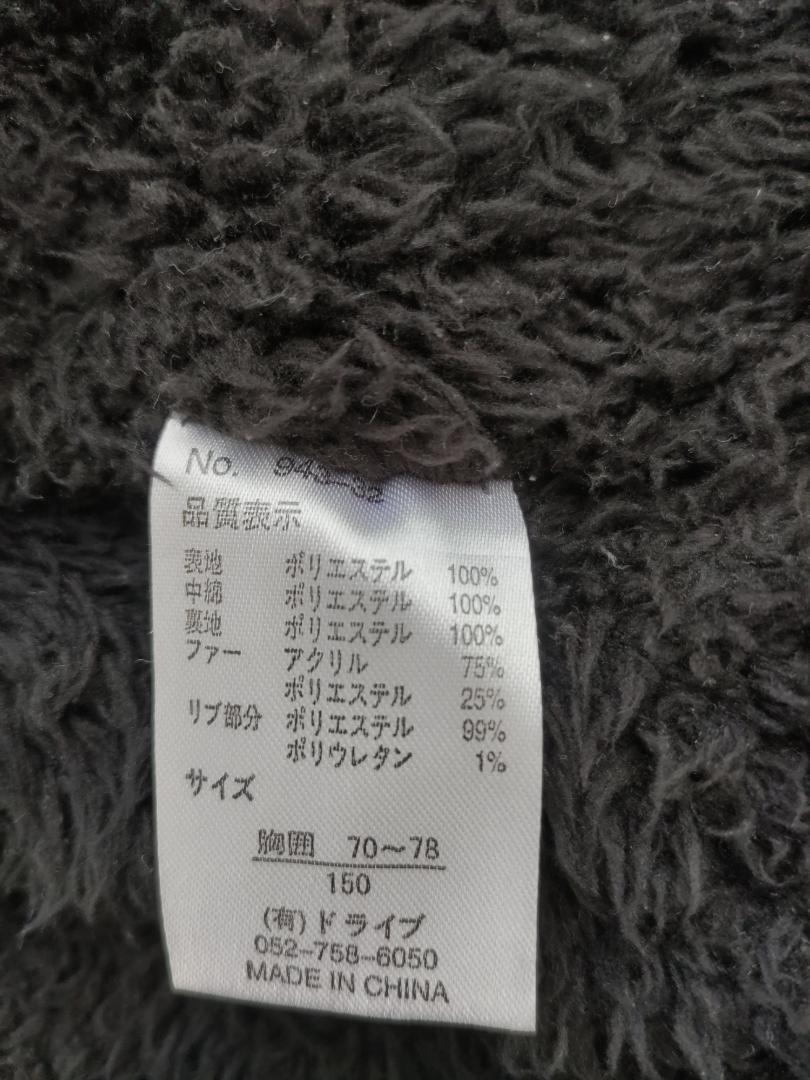 No. 943-32
品質表示
表地 ポリエステル 100%
中綿 ポリエステル 100%
裏地 ポリエステル 100%
ファー アクリル 75%
ポリエステル 25%
リブ部分 ポリエステル 99%
ポリウレタン 1%
サイズ
胸囲 70〜78
150
(有)ドライブ
052-758-6050
MADE IN CHINA